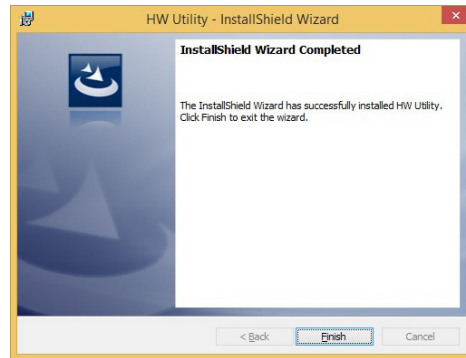 HW Utility - InstallShield Wizard
InstallShield Wizard Completed
The InstallShield Wizard has successfully installed HW Utility.
Click Finish to exit the wizard.
< Back
Finish
Cancel